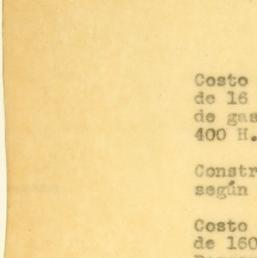 Costo
de 16
de gas
400 H.
Constr
según
Costo
de 160